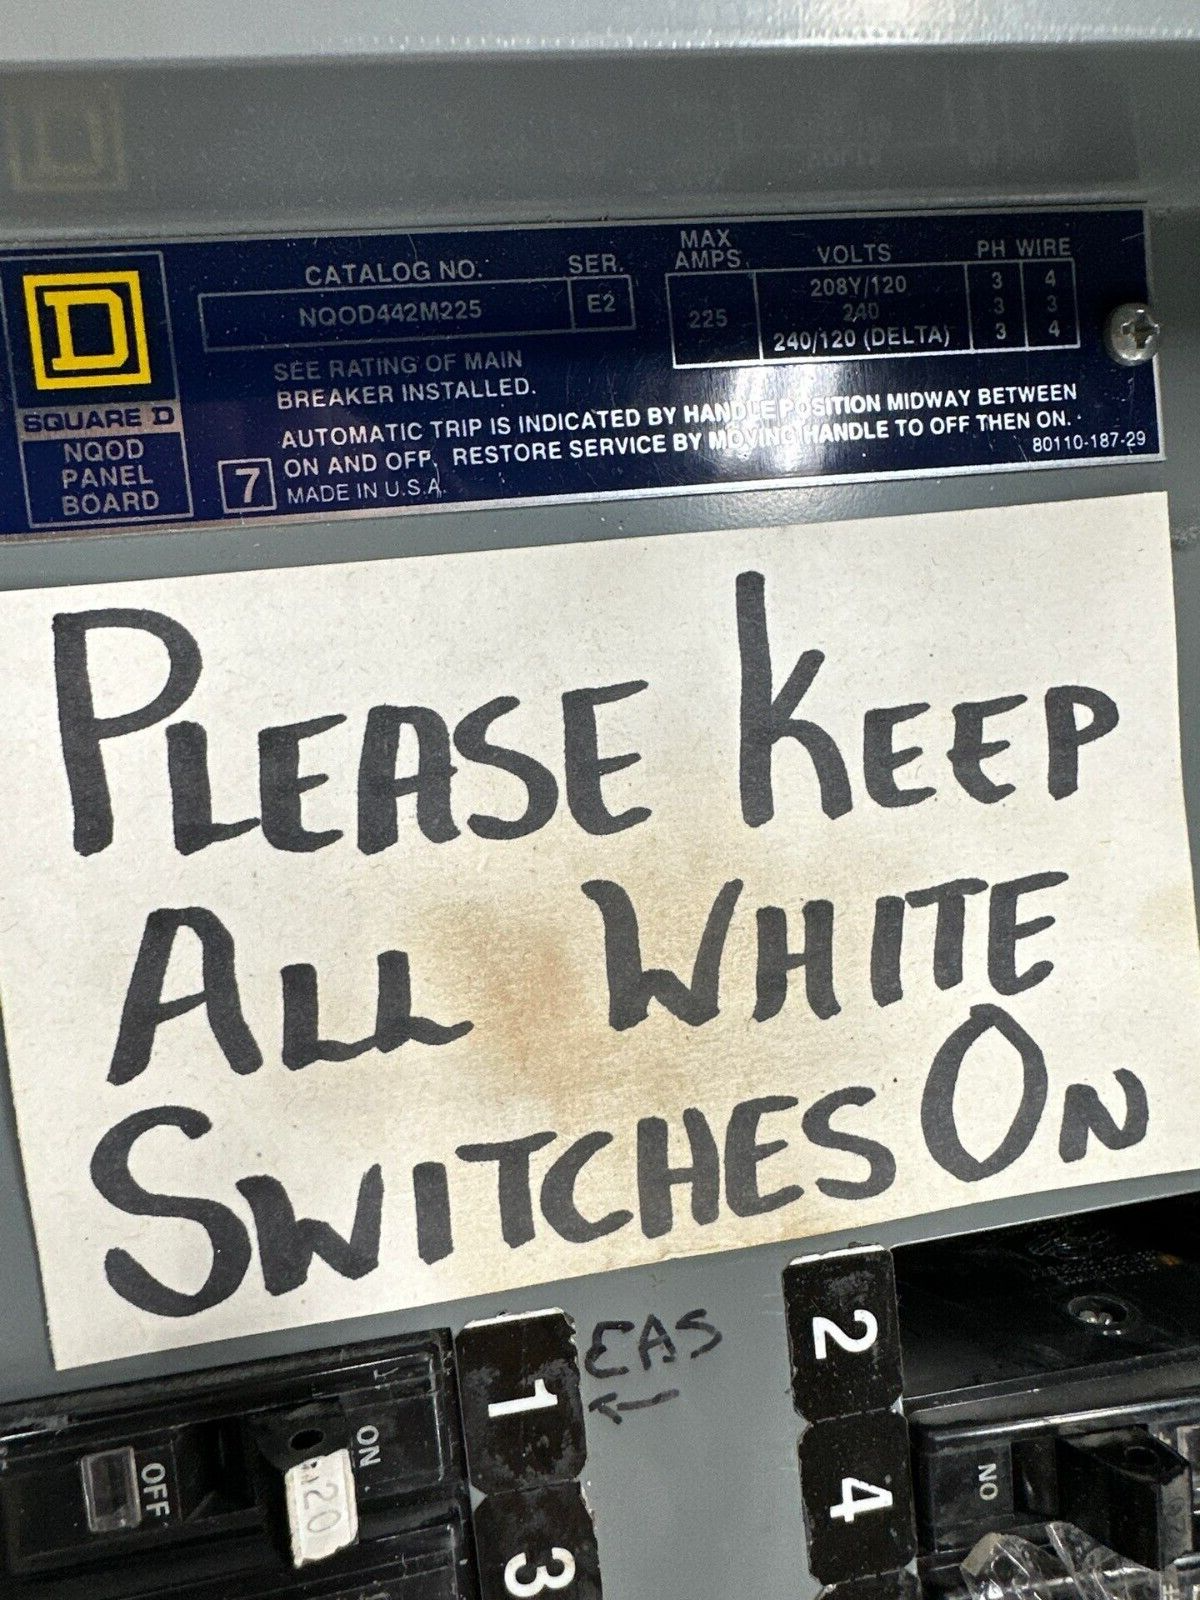 CATALOG NO. SER.
NQOD442M225 E2
MAX AMPS. VOLTS PH WIRE
225
208Y/120 3 4
240 3 3
240/120 (DELTA) 3 4
D
SQUARE D
NQOD
PANEL
BOARD
SEE RATING OF MAIN
BREAKER INSTALLED.
AUTOMATIC TRIP IS INDICATED BY HANDLE POSITION MIDWAY BETWEEN
ON AND OFF. RESTORE SERVICE BY MOVING HANDLE TO OFF THEN ON.
7 MADE IN U.S.A.
80110-187-29
PLEASE KEEP
ALL WHITE
SWITCHES ON
1 EAS ←
2
3
4
OFF
ON
20
ON